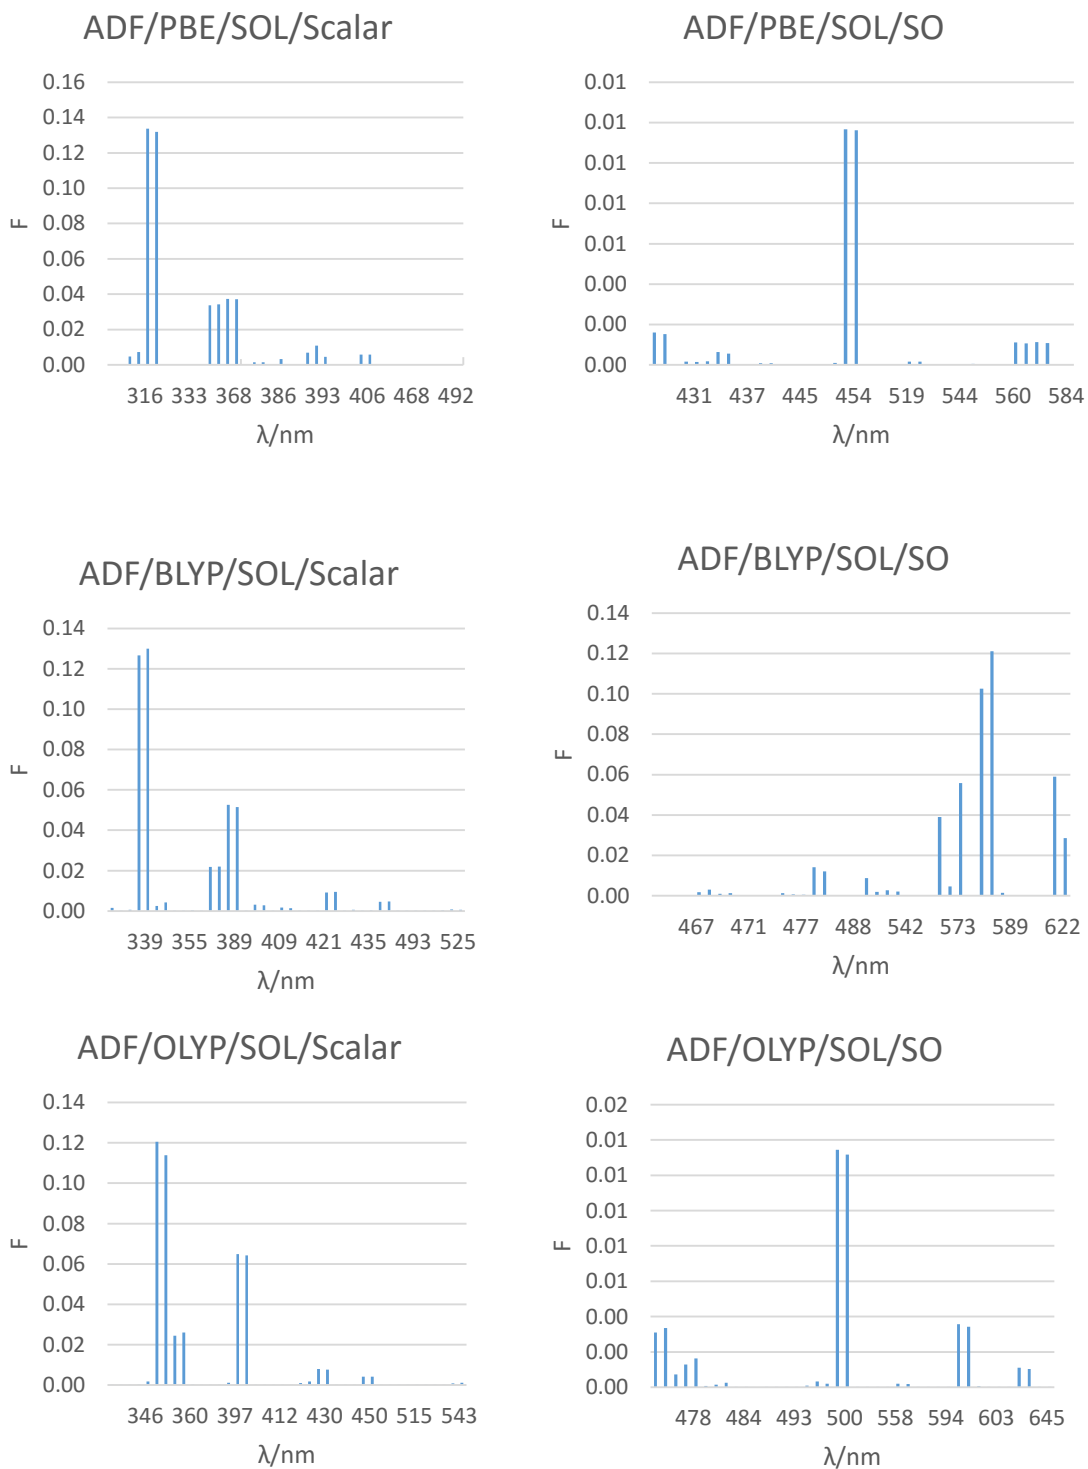 ADF/PBE/SOL/Scalar
0.16
0.14
0.12
0.10
0.08
0.06
0.04
0.02
0.00
F
316 333 368 386 393 406 468 492
λ/nm
ADF/PBE/SOL/SO
0.01
0.01
0.01
0.01
0.01
0.00
0.00
0.00
F
431 437 445 454 519 544 560 584
λ/nm
ADF/BLYP/SOL/Scalar
0.14
0.12
0.10
0.08
0.06
0.04
0.02
0.00
F
339 355 389 409 421 435 493 525
λ/nm
ADF/BLYP/SOL/SO
0.14
0.12
0.10
0.08
0.06
0.04
0.02
0.00
F
467 471 477 488 542 573 589 622
λ/nm
ADF/OLYP/SOL/Scalar
0.14
0.12
0.10
0.08
0.06
0.04
0.02
0.00
F
346 360 397 412 430 450 515 543
λ/nm
ADF/OLYP/SOL/SO
0.02
0.01
0.01
0.01
0.01
0.01
0.00
0.00
0.00
F
478 484 493 500 558 594 603 645
λ/nm